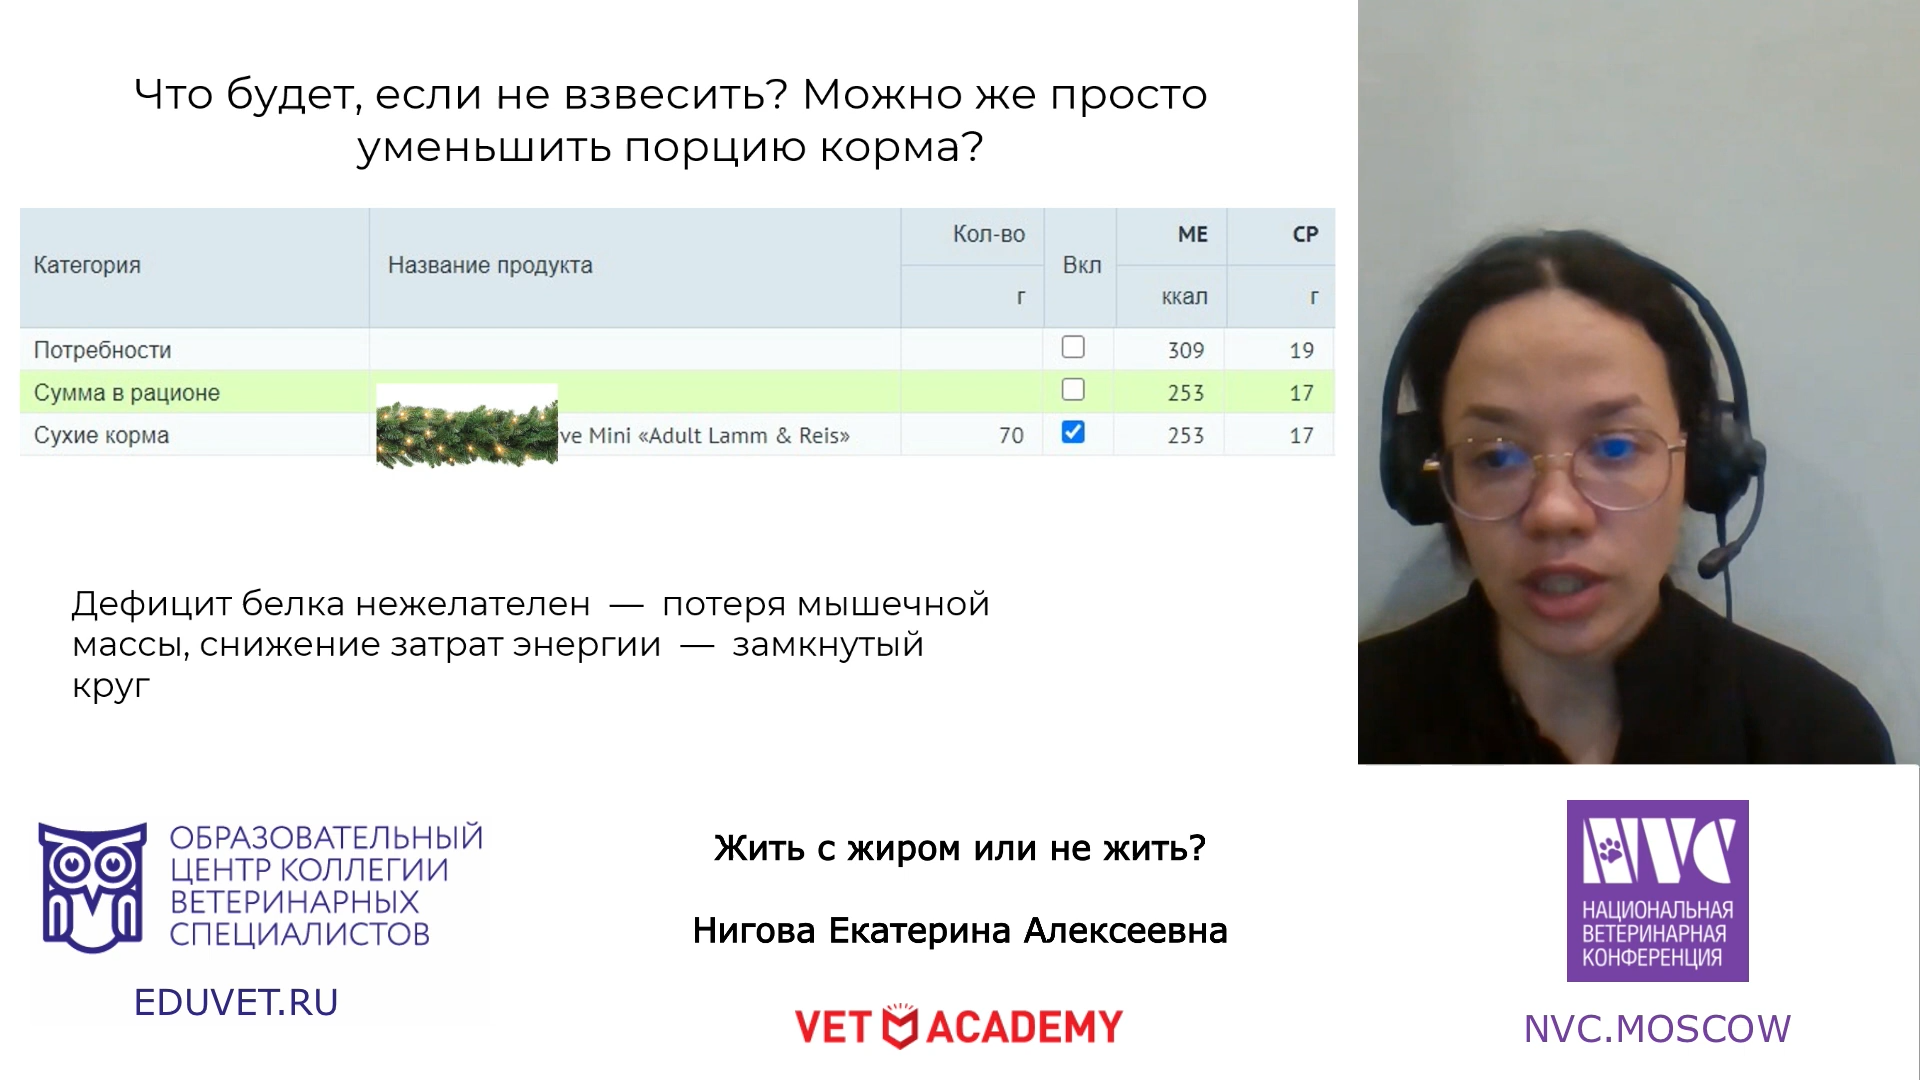 Что будет, если не взвесить? Можно же просто
уменьшить порцию корма?
Категория Название продукта Кол-во г Вкл ME ккал CP г
Потребности 309 19
Сумма в рационе 253 17
Сухие корма ve Mini «Adult Lamm & Reis» 70 253 17
Дефицит белка нежелателен — потеря мышечной
массы, снижение затрат энергии — замкнутый
круг
ОБРАЗОВАТЕЛЬНЫЙ
ЦЕНТР КОЛЛЕГИИ
ВЕТЕРИНАРНЫХ
СПЕЦИАЛИСТОВ
EDUVET.RU
Жить с жиром или не жить?
Нигова Екатерина Алексеевна
VET ACADEMY
NVC
НАЦИОНАЛЬНАЯ
ВЕТЕРИНАРНАЯ
КОНФЕРЕНЦИЯ
NVC.MOSCOW